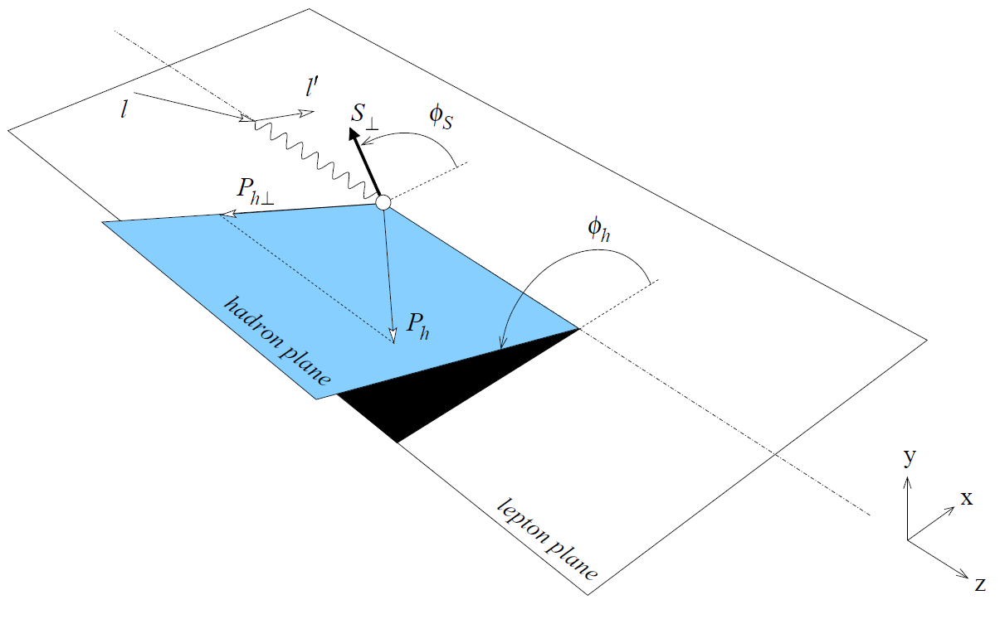 l'
l
S⊥
ϕS
Ph⊥
ϕh
hadron plane
Ph
y
x
lepton plane
z